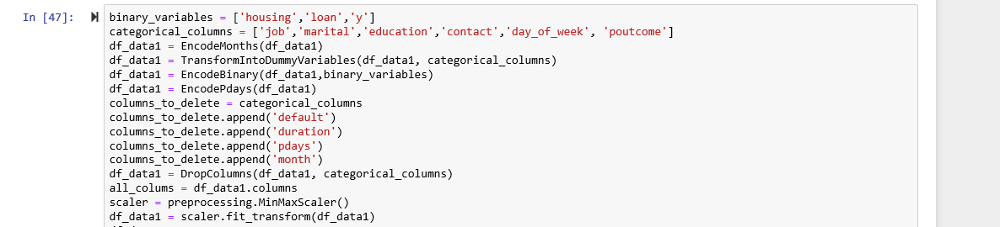 In [47]:
binary_variables = ['housing','loan','y']
categorical_columns = ['job','marital','education','contact','day_of_week', 'poutcome']
df_data1 = EncodeMonths(df_data1)
df_data1 = TransformIntoDummyVariables(df_data1, categorical_columns)
df_data1 = EncodeBinary(df_data1,binary_variables)
df_data1 = EncodePdays(df_data1)
columns_to_delete = categorical_columns
columns_to_delete.append('default')
columns_to_delete.append('duration')
columns_to_delete.append('pdays')
columns_to_delete.append('month')
df_data1 = DropColumns(df_data1, categorical_columns)
all_colums = df_data1.columns
scaler = preprocessing.MinMaxScaler()
df_data1 = scaler.fit_transform(df_data1)